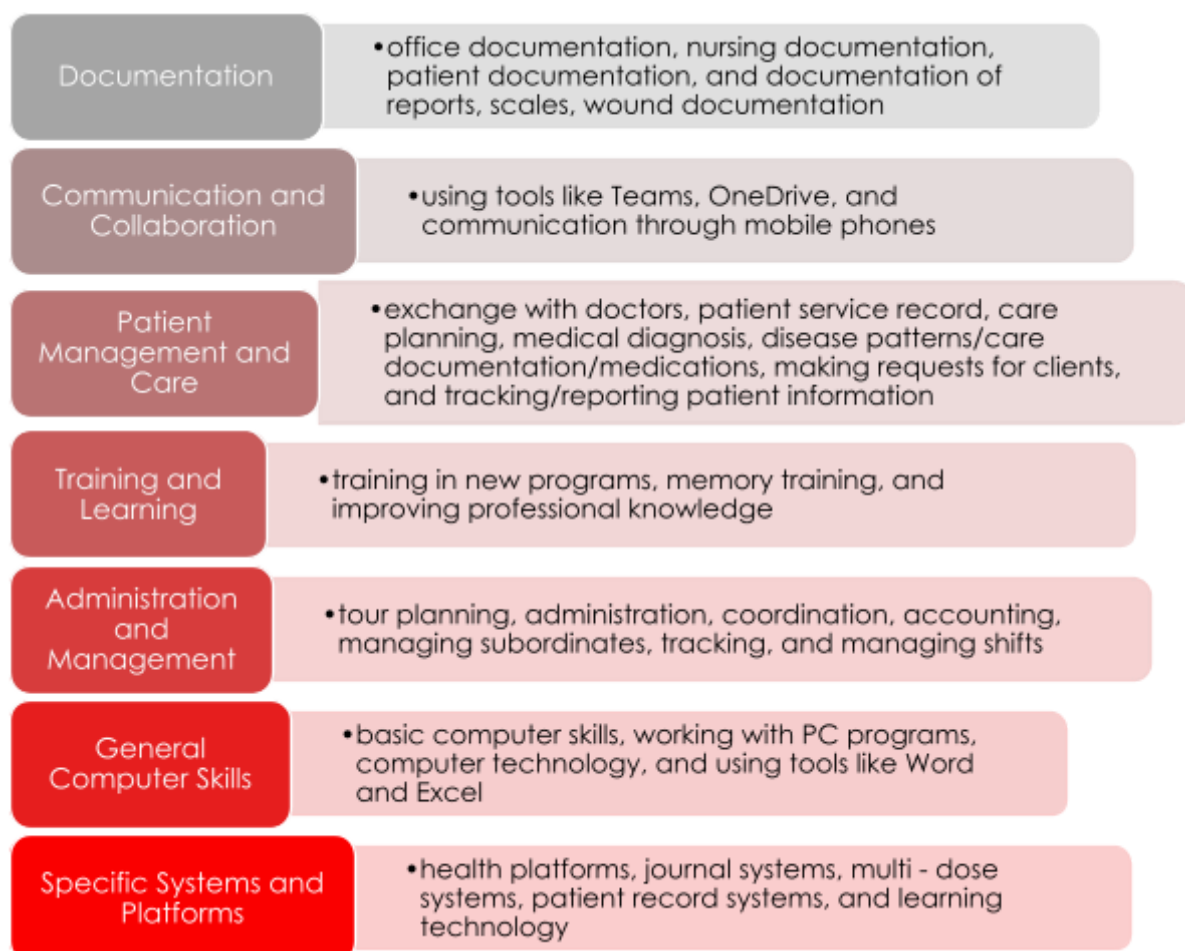 Documentation
•office documentation, nursing documentation,
patient documentation, and documentation of
reports, scales, wound documentation
Communication and
Collaboration
•using tools like Teams, OneDrive, and
communication through mobile phones
Patient
Management and
Care
•exchange with doctors, patient service record, care
planning, medical diagnosis, disease patterns/care
documentation/medications, making requests for clients,
and tracking/reporting patient information
Training and
Learning
•training in new programs, memory training, and
improving professional knowledge
Administration
and
Management
•tour planning, administration, coordination, accounting,
managing subordinates, tracking, and managing shifts
General
Computer Skills
•basic computer skills, working with PC programs,
computer technology, and using tools like Word
and Excel
Specific Systems and
Platforms
•health platforms, journal systems, multi - dose
systems, patient record systems, and learning
technology